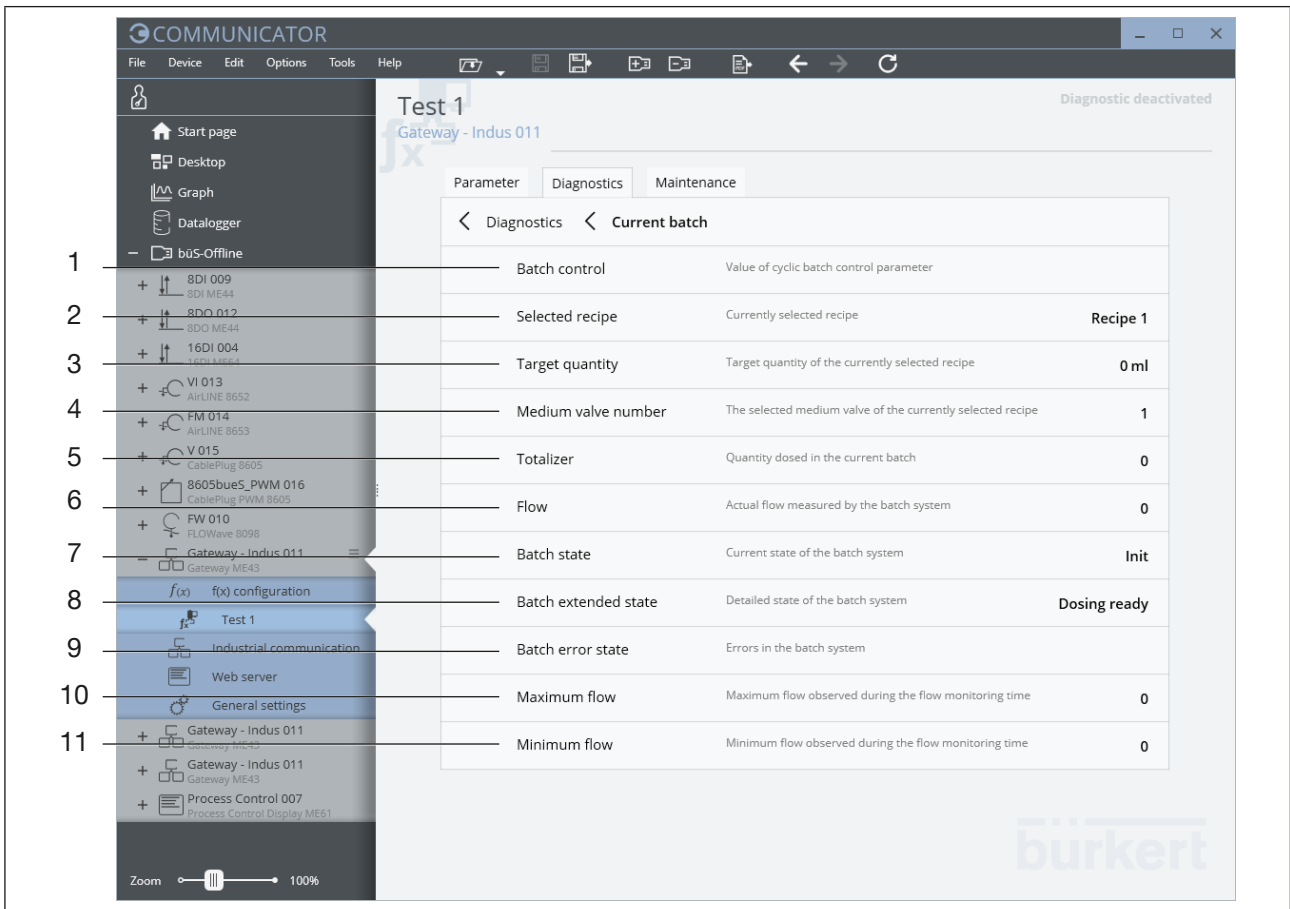 COMMUNICATOR
File Device Edit Options Tools Help
Start page
Desktop
Graph
Datalogger
büS-Offline
8DI 009
8DI ME44
8DO 012
8DO ME44
16DI 004
16DI ME64
VI 013
AirLINE 8652
FM 014
AirLINE 8653
V 015
CablePlug 8605
8605bueS_PWM 016
CablePlug PWM 8605
FW 010
FLOWave 8098
Gateway - Indus 011
Gateway ME43
f(x) f(x) configuration
Test 1
Industrial communication
Web server
General settings
Gateway - Indus 011
Gateway ME43
Gateway - Indus 011
Gateway ME43
Process Control 007
Process Control Display ME61
Zoom 100%
Test 1
Gateway - Indus 011
Diagnostic deactivated
Parameter Diagnostics Maintenance
Diagnostics Current batch
1 Batch control Value of cyclic batch control parameter
2 Selected recipe Currently selected recipe Recipe 1
3 Target quantity Target quantity of the currently selected recipe 0 ml
4 Medium valve number The selected medium valve of the currently selected recipe 1
5 Totalizer Quantity dosed in the current batch 0
6 Flow Actual flow measured by the batch system 0
7 Batch state Current state of the batch system Init
8 Batch extended state Detailed state of the batch system Dosing ready
9 Batch error state Errors in the batch system
10 Maximum flow Maximum flow observed during the flow monitoring time 0
11 Minimum flow Minimum flow observed during the flow monitoring time 0
bürkert